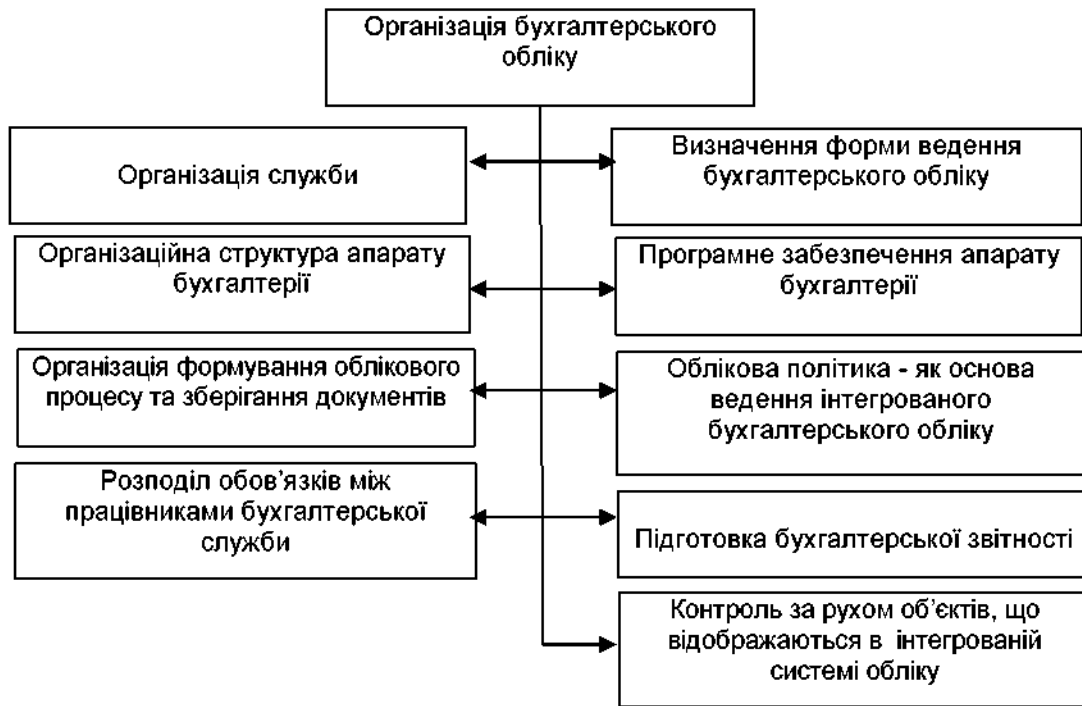 Організація бухгалтерського
обліку
Організація служби
Визначення форми ведення
бухгалтерського обліку
Організаційна структура апарату
бухгалтерії
Програмне забезпечення апарату
бухгалтерії
Організація формування облікового
процесу та зберігання документів
Облікова політика - як основа
ведення інтегрованого
бухгалтерського обліку
Розподіл обов’язків між
працівниками бухгалтерської
служби
Підготовка бухгалтерської звітності
Контроль за рухом об’єктів, що
відображаються в інтегрованій
системі обліку